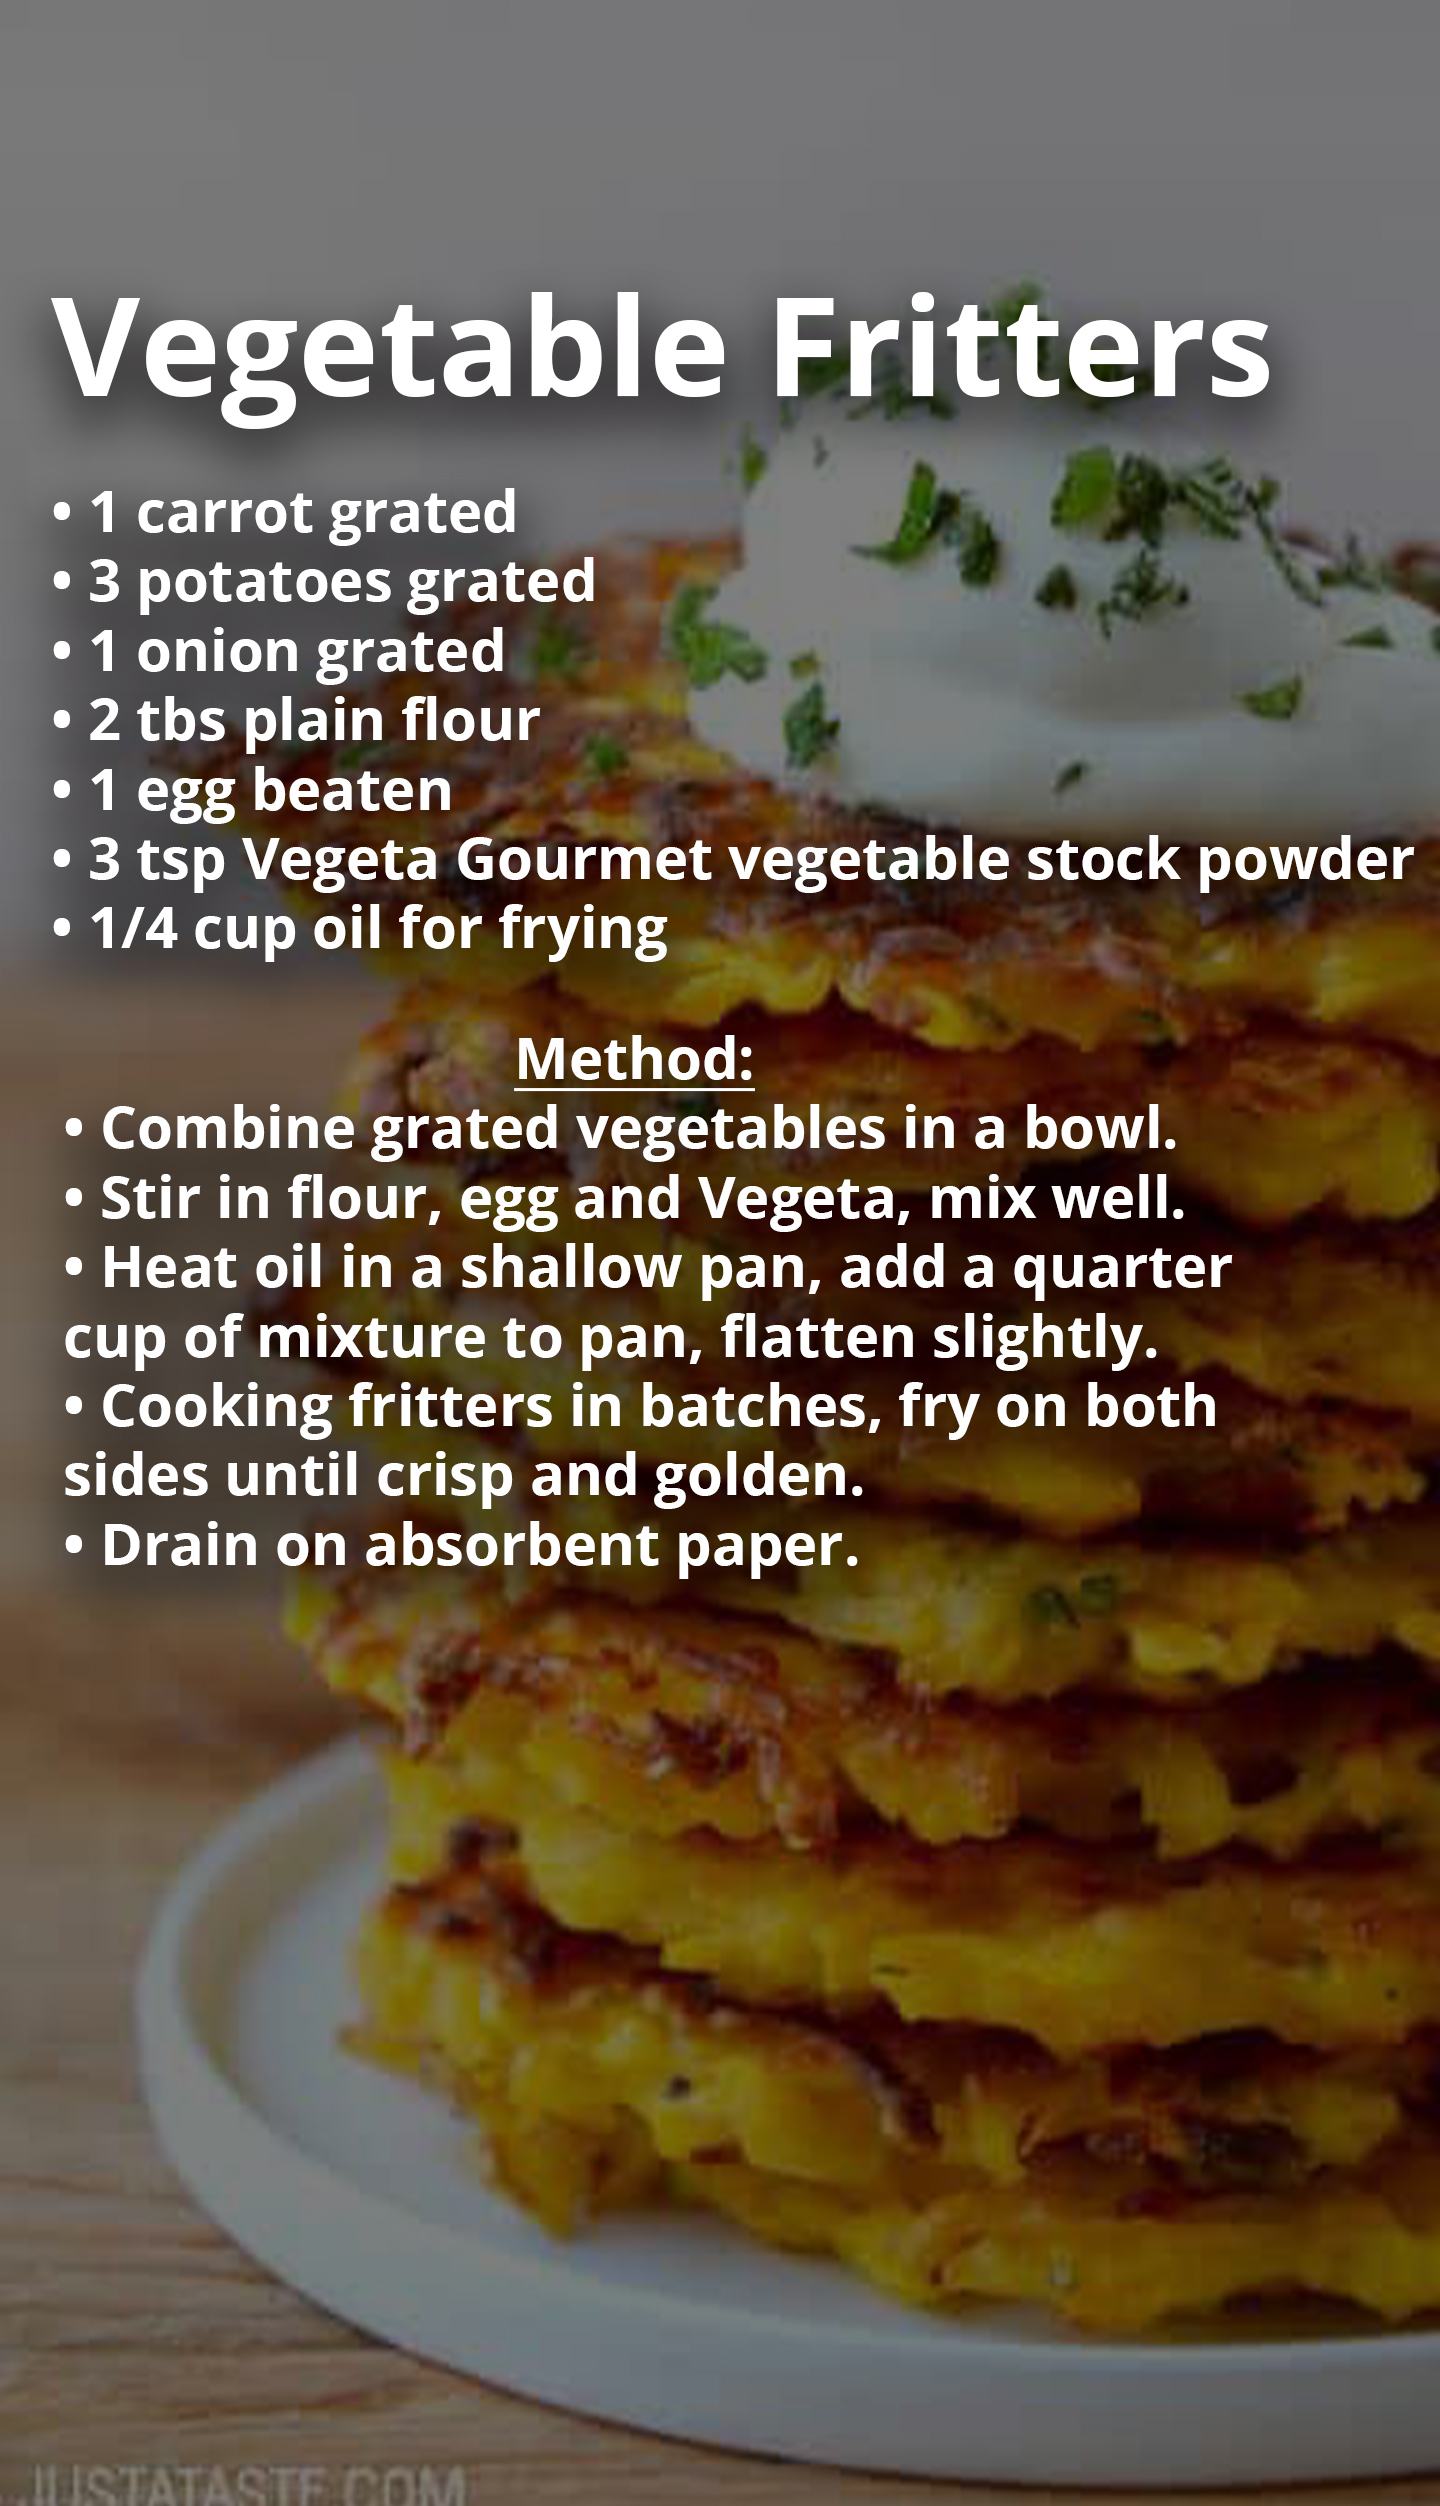 Vegetable Fritters
• 1 carrot grated
• 3 potatoes grated
• 1 onion grated
• 2 tbs plain flour
• 1 egg beaten
• 3 tsp Vegeta Gourmet vegetable stock powder
• 1/4 cup oil for frying
Method:
• Combine grated vegetables in a bowl.
• Stir in flour, egg and Vegeta, mix well.
• Heat oil in a shallow pan, add a quarter
cup of mixture to pan, flatten slightly.
• Cooking fritters in batches, fry on both
sides until crisp and golden.
• Drain on absorbent paper.
JUSTATASTE.COM